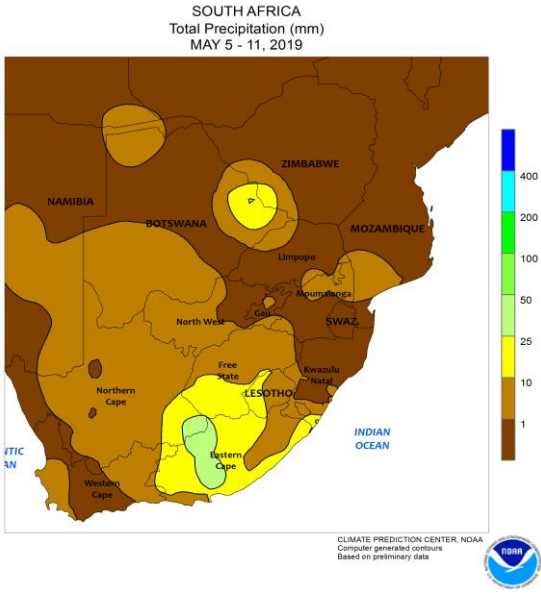 SOUTH AFRICA
Total Precipitation (mm)
MAY 5 - 11, 2019
ZIMBABWE
NAMIBIA
BOTSWANA
MOZAMBIQUE
Limpopo
Moumalanga
Gau
North West
SWAZ.
Free
State
Kwazulu
Natal
Northern
Cape
LESOTHO
Eastern
Cape
Western
Cape
NTIC
AN
INDIAN
OCEAN
400
200
100
50
25
10
1
CLIMATE PREDICTION CENTER, NOAA
Computer generated contours
Based on preliminary data
NOAA